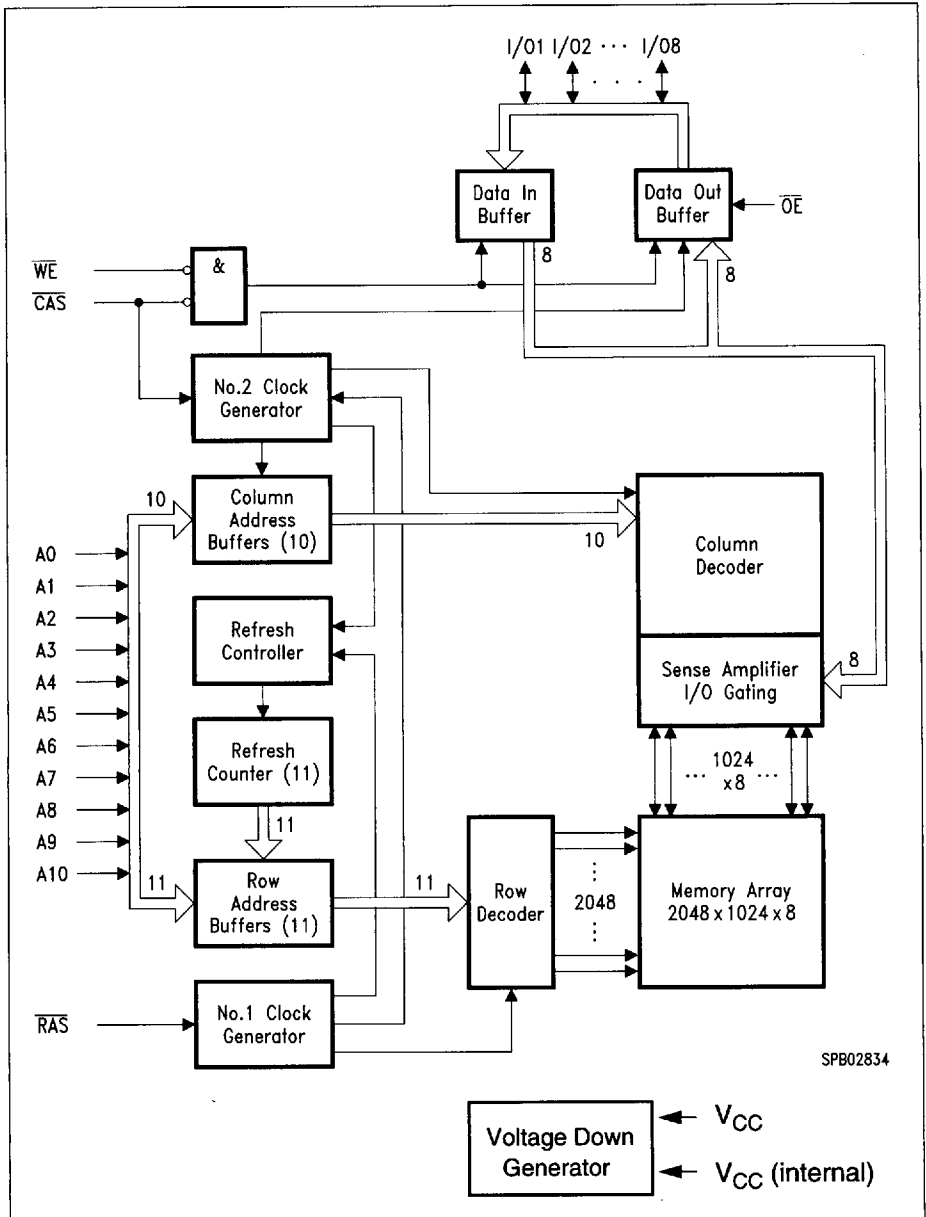 I/O1 I/O2 ··· I/O8
· · ·
Data In
Buffer
Data Out
Buffer
OE
8
8
WE
CAS
&
No.2 Clock
Generator
10
Column
Address
Buffers (10)
10
Column
Decoder
A0
A1
A2
A3
A4
A5
A6
A7
A8
A9
A10
Refresh
Controller
Sense Amplifier
I/O Gating
8
Refresh
Counter (11)
··· 1024 ···
x8
11
11
Row
Address
Buffers (11)
11
Row
Decoder
···
2048
···
Memory Array
2048 x 1024 x 8
RAS
No.1 Clock
Generator
SPB02834
Voltage Down
Generator
VCC
VCC (internal)